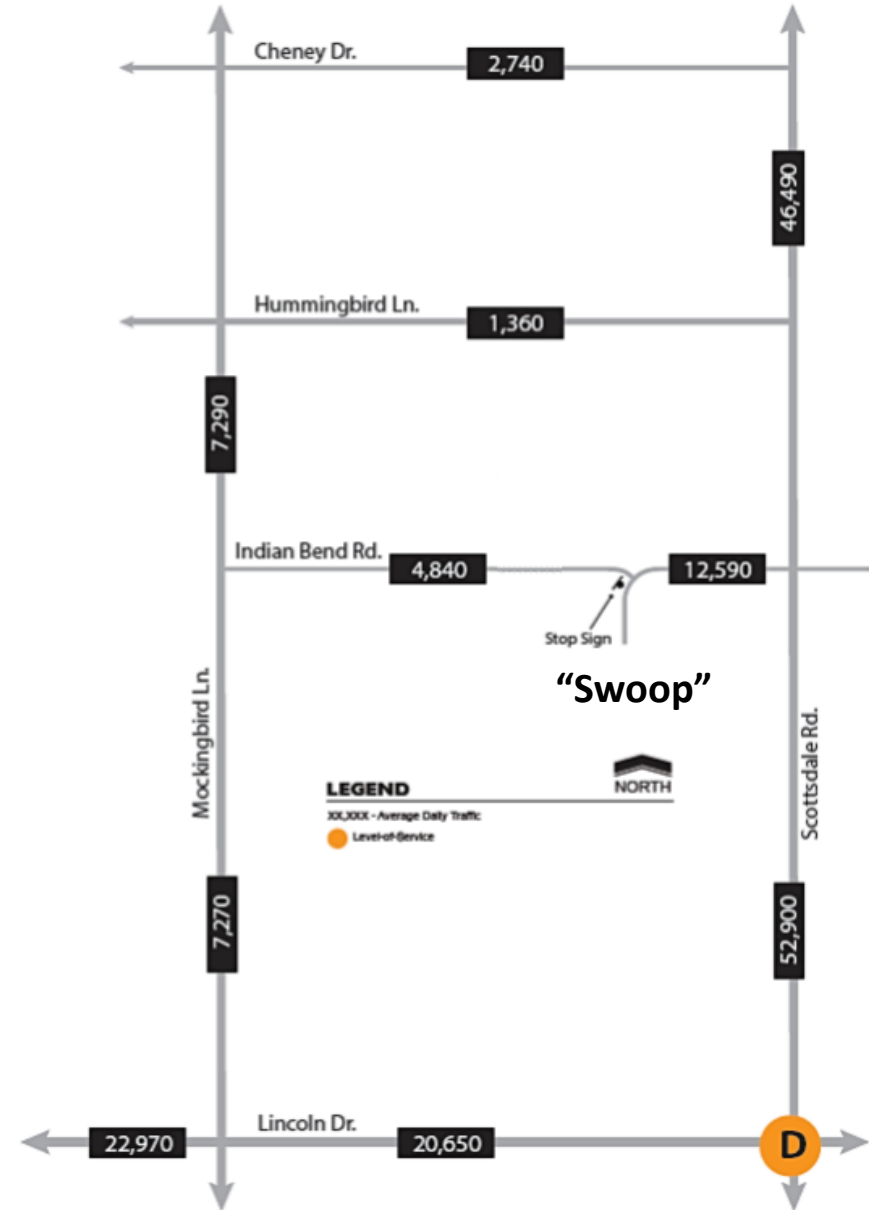 Cheney Dr.
2,740
46,490
Hummingbird Ln.
1,360
7,290
Indian Bend Rd.
4,840
12,590
Stop Sign
“Swoop”
Mockingbird Ln.
Scottsdale Rd.
LEGEND
NORTH
XX,XXX - Average Daily Traffic
Level-of-Service
7,270
52,900
Lincoln Dr.
22,970
20,650
D